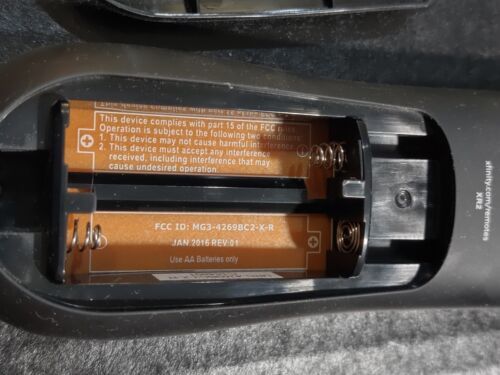 This device complies with part 15 of the FCC
Operation is subject to the following two conditions:
1. This device may not cause harmful interference
2. This device must accept any interference
received, including interference that may
cause undesired operation.
FCC ID: MG3-4269BC2-X-R
JAN 2016 REV 01
Use AA Batteries only
xfinity.com/remotes
XR2